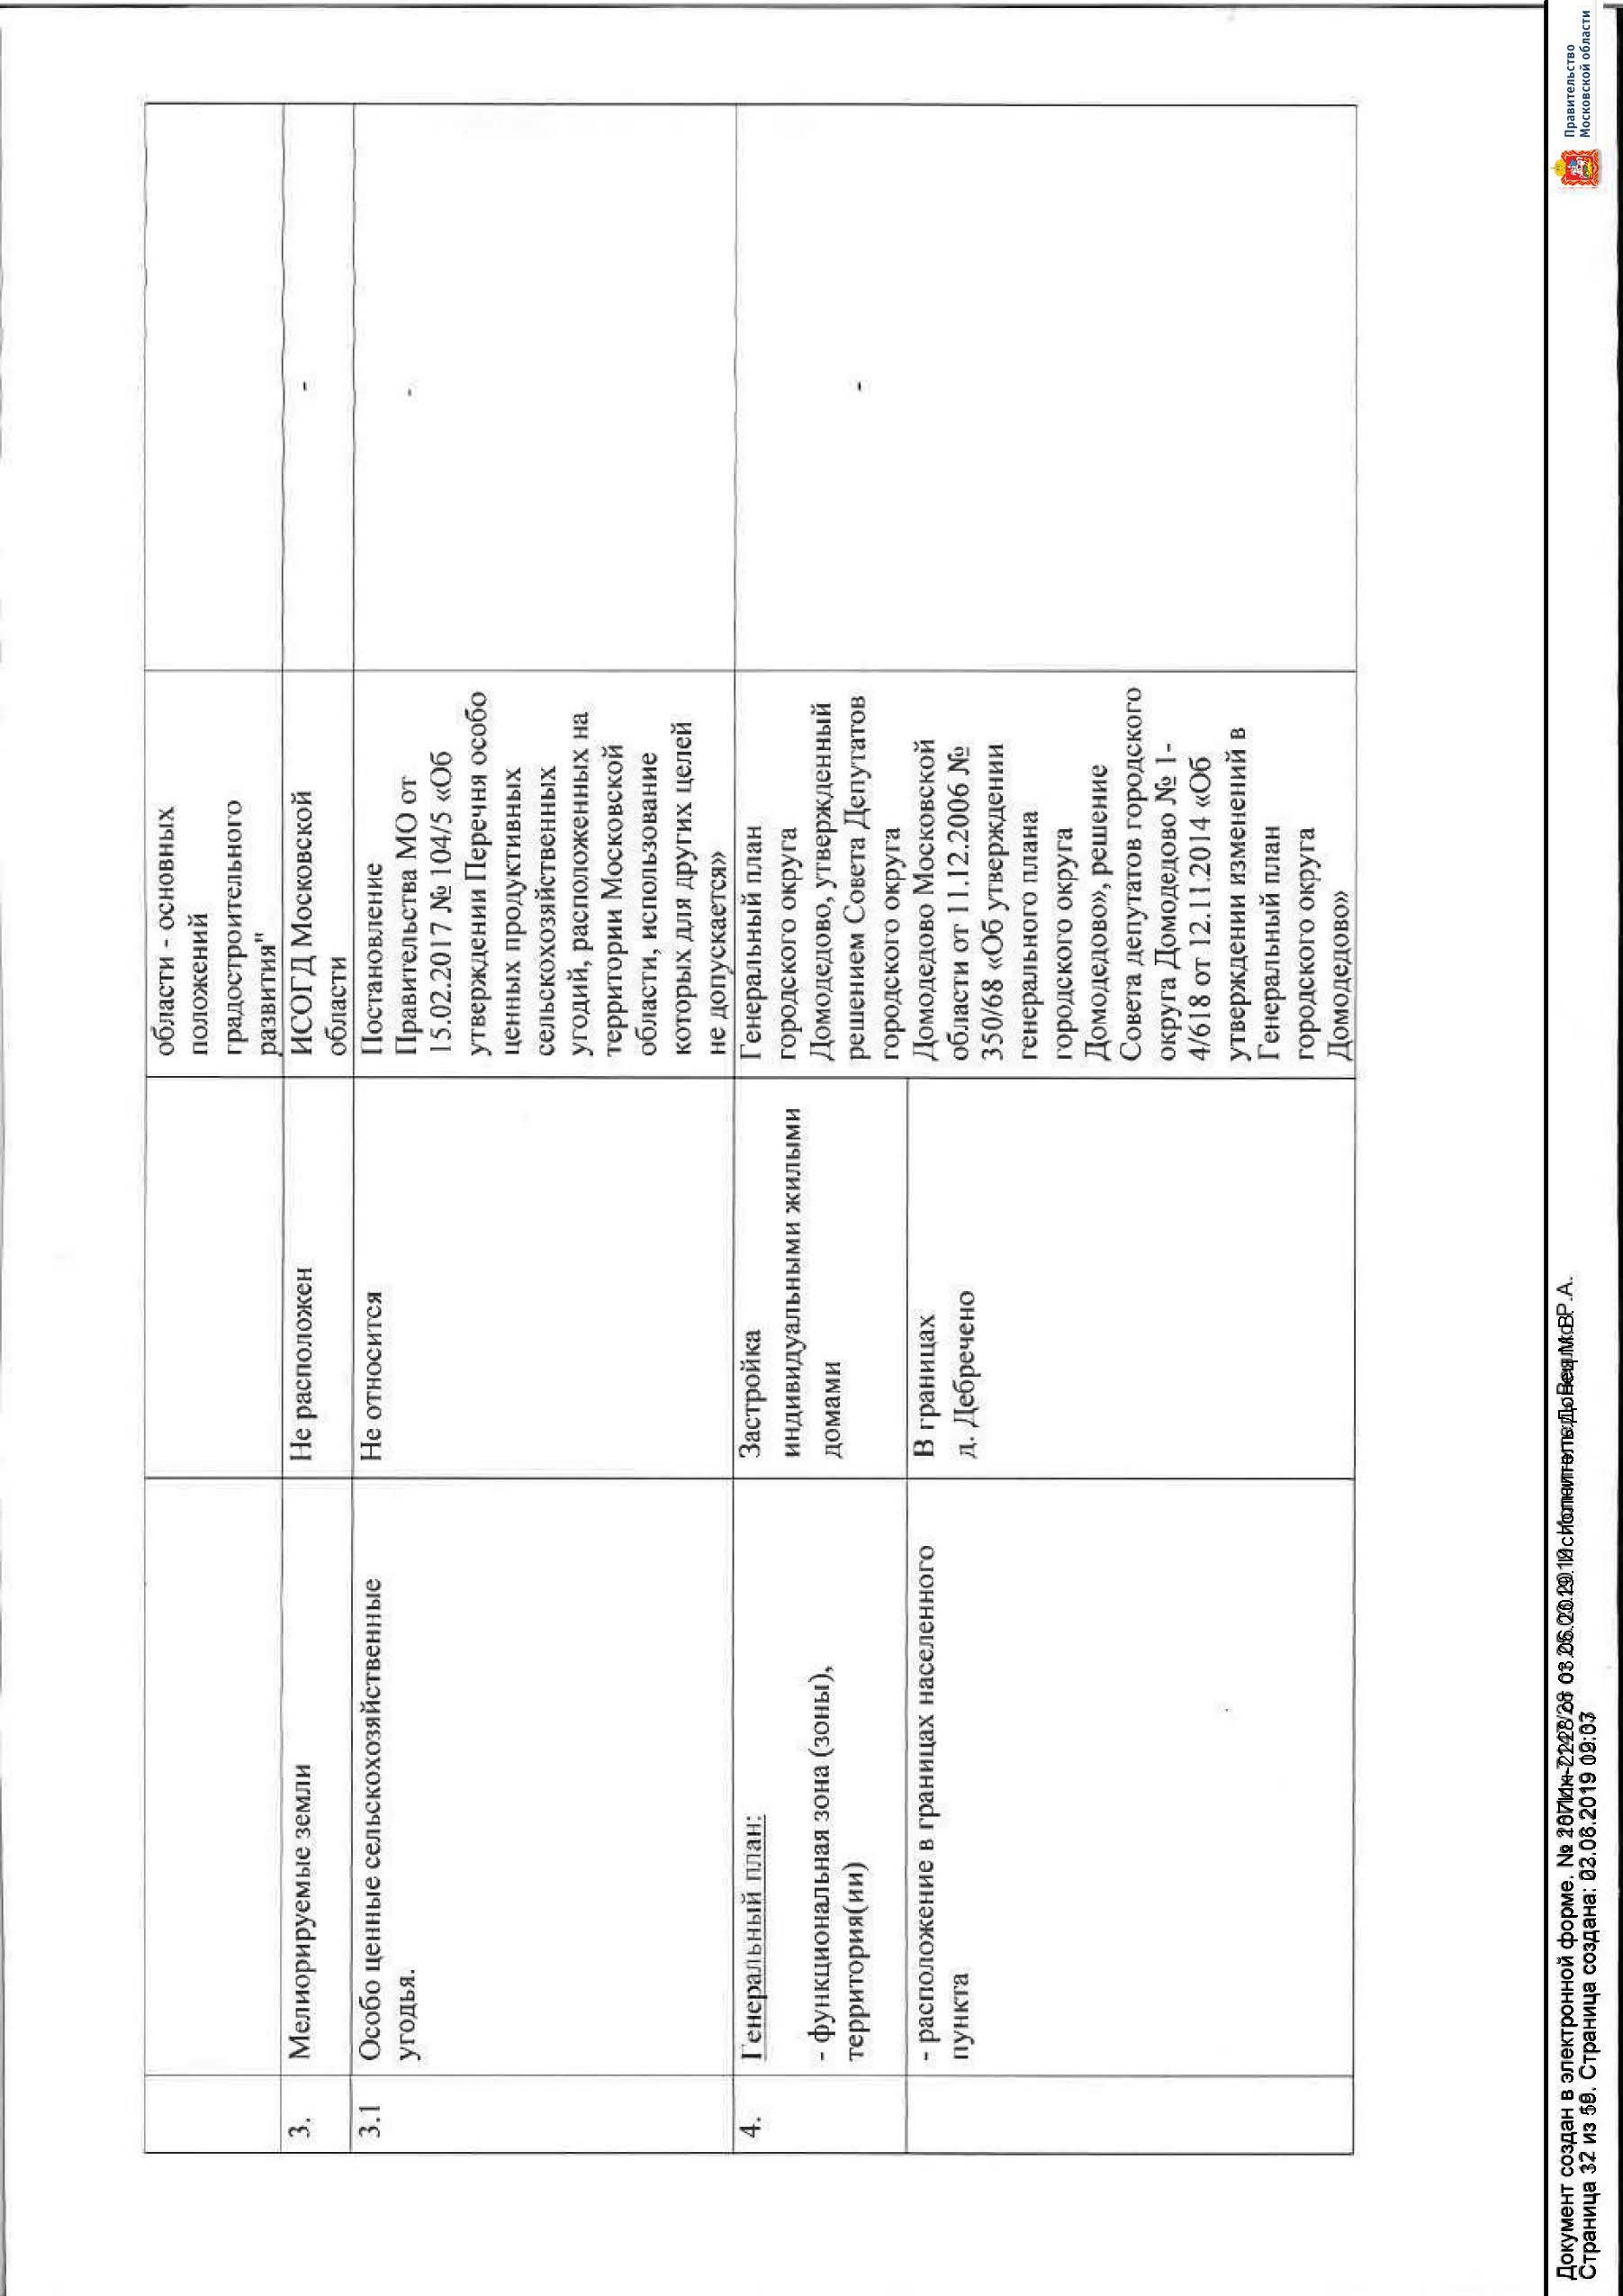 области - основных
положений
градостроительного
развития"
3.
Мелиорируемые земли
Не расположен
ИСОГД Московской
области
-
3.1
Особо ценные сельскохозяйственные
угодья.
Не относится
Постановление
Правительства МО от
15.02.2017 № 104/5 «Об
утверждении Перечня особо
ценных продуктивных
сельскохозяйственных
угодий, расположенных на
территории Московской
области, использование
которых для других целей
не допускается»
-
4.
Генеральный план:
- функциональная зона (зоны),
территория(ии)
Застройка
индивидуальными жилыми
домами
Генеральный план
городского округа
Домодедово, утвержденный
решением Совета Депутатов
городского округа
Домодедово Московской
области от 11.12.2006 №
350/68 «Об утверждении
генерального плана
городского округа
Домодедово», решение
Совета депутатов городского
округа Домодедово № 1-
4/618 от 12.11.2014 «Об
утверждении изменений в
Генеральный план
городского округа
Домодедово»
-
- расположение в границах населенного
пункта
В границах
д. Дебречено
Документ создан в электронной форме. №
Страница 32 из Страница создана: 09:03
Правительство
Московской области